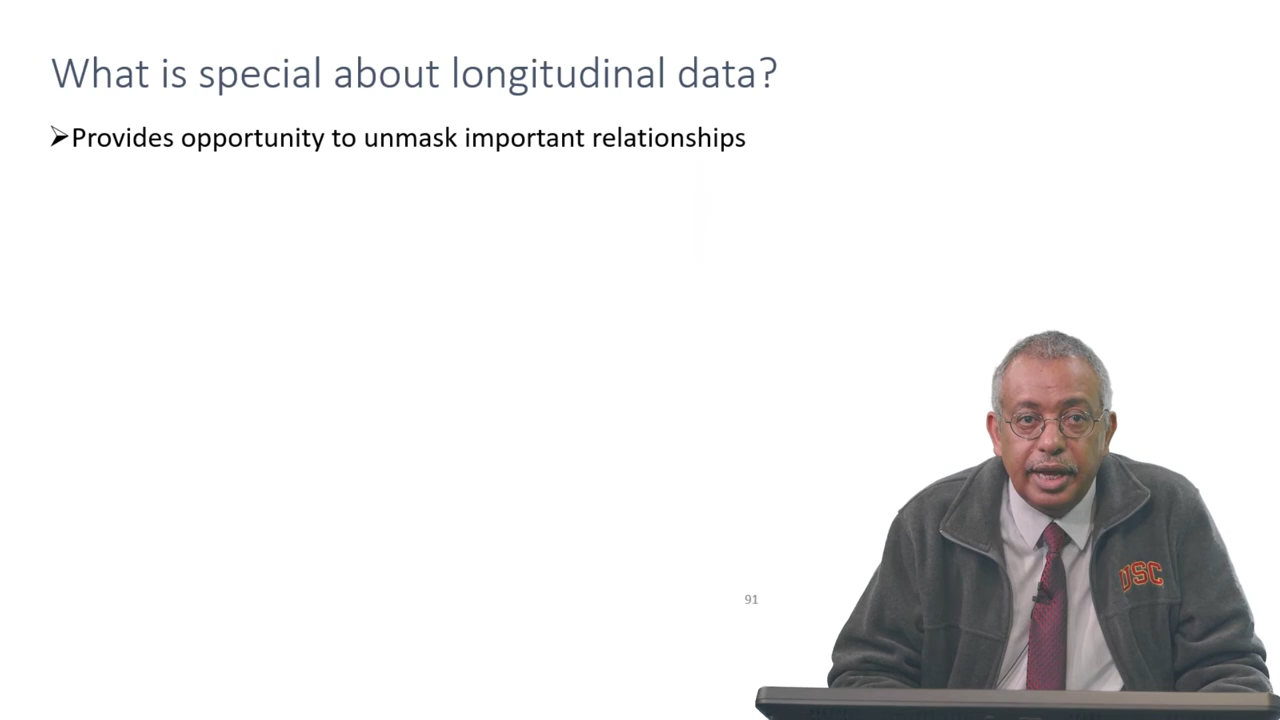 What is special about longitudinal data?
➢Provides opportunity to unmask important relationships
USC
91